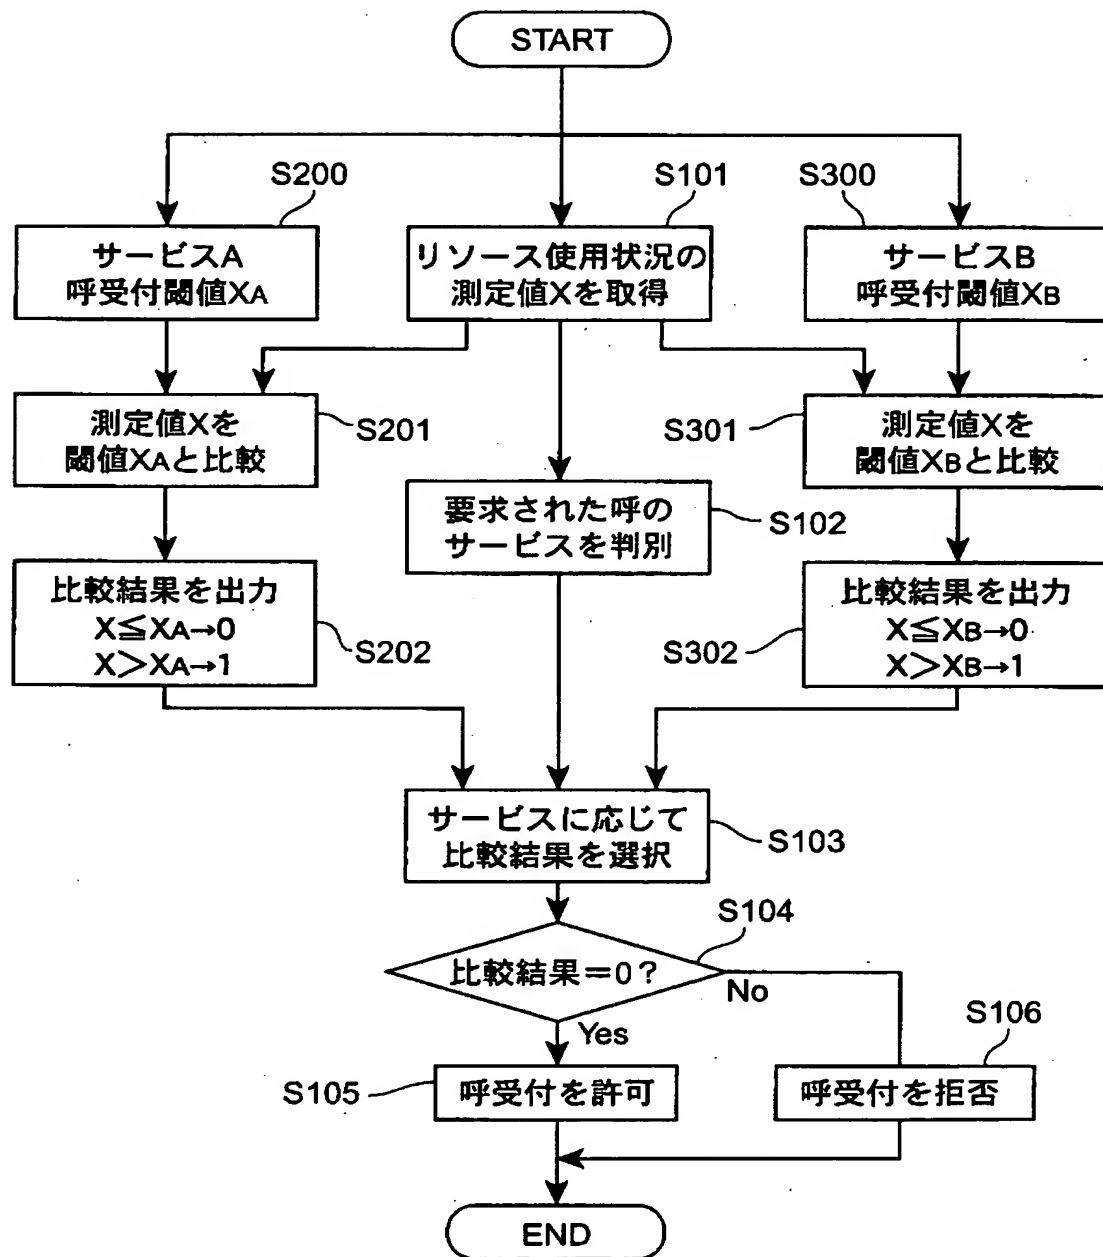 START
S200
S101
S300
サービスA
呼受付閾値XA
リソース使用状況の
測定値Xを取得
サービスB
呼受付閾値XB
測定値Xを
閾値XAと比較
S201
S301
測定値Xを
閾値XBと比較
要求された呼の
サービスを判別
S102
比較結果を出力
X≦XA→0
X＞XA→1
S202
S302
比較結果を出力
X≦XB→0
X＞XB→1
サービスに応じて
比較結果を選択
S103
S104
比較結果＝0？
No
Yes
S106
S105
呼受付を許可
呼受付を拒否
END